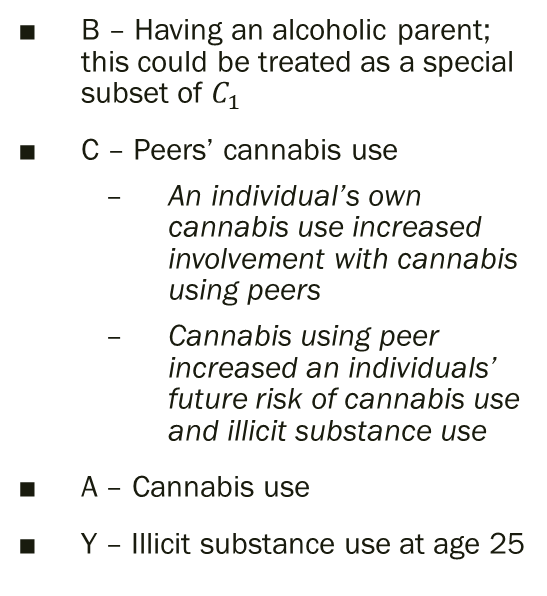 ■ B – Having an alcoholic parent;
this could be treated as a special
subset of C₁
■ C – Peers’ cannabis use
– An individual’s own
cannabis use increased
involvement with cannabis
using peers
– Cannabis using peer
increased an individuals’
future risk of cannabis use
and illicit substance use
■ A – Cannabis use
■ Y – Illicit substance use at age 25